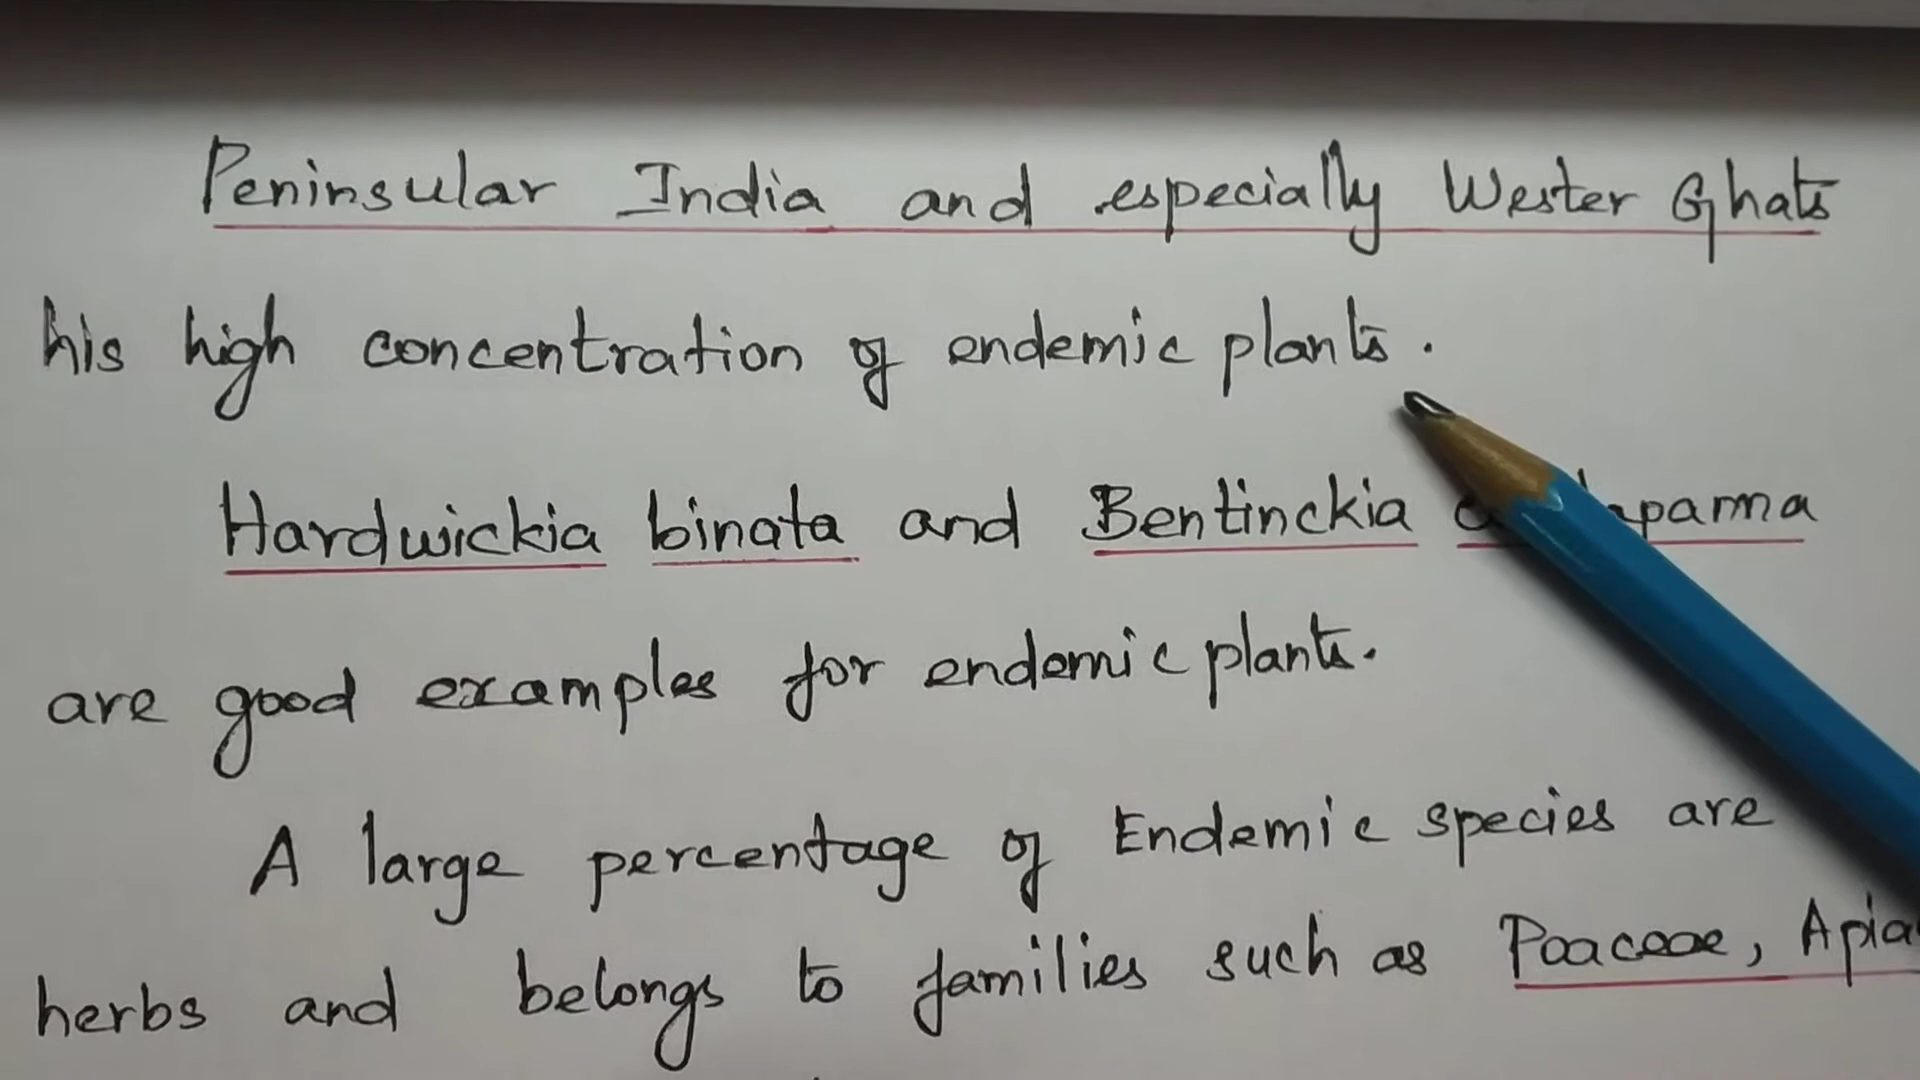 Peninsular India and especially Wester Ghats
his high concentration of endemic plants.
Hardwickia binata and Bentinckia
are good examples for endemic plants.
A large percentage of Endemic species are
herbs and belongs to families such as Poaceae,